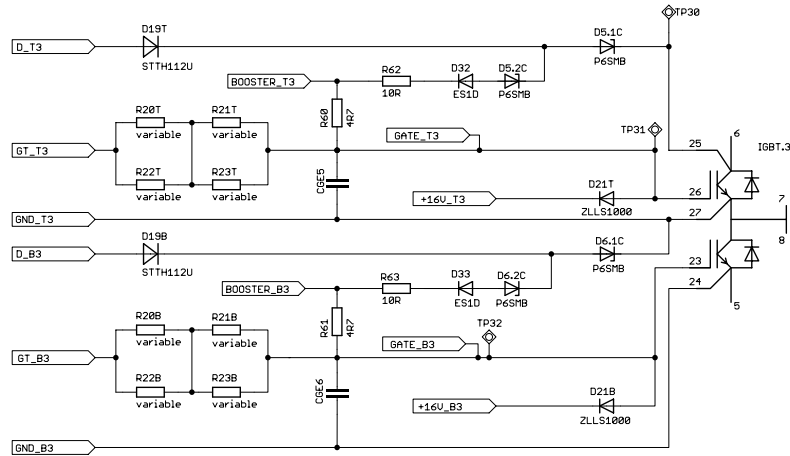 TP30
D19T
D5.1C
D_T3
STTH112U
P6SMB
R62
D32
D5.2C
BOOSTER_T3
10R
ES1D
P6SMB
R20T
R21T
R60
4R7
variable
variable
GATE_T3
TP31
6
GT_T3
25
IGBT.3
R22T
R23T
CGE5
D21T
variable
variable
+16V_T3
26
7
ZLLS1000
GND_T3
27
D19B
D6.1C
8
D_B3
STTH112U
P6SMB
23
R63
D33
D6.2C
BOOSTER_B3
24
10R
ES1D
P6SMB
5
R20B
R21B
R61
4R7
TP32
variable
variable
GATE_B3
GT_B3
R22B
R23B
CGE6
D21B
variable
variable
+16V_B3
ZLLS1000
GND_B3